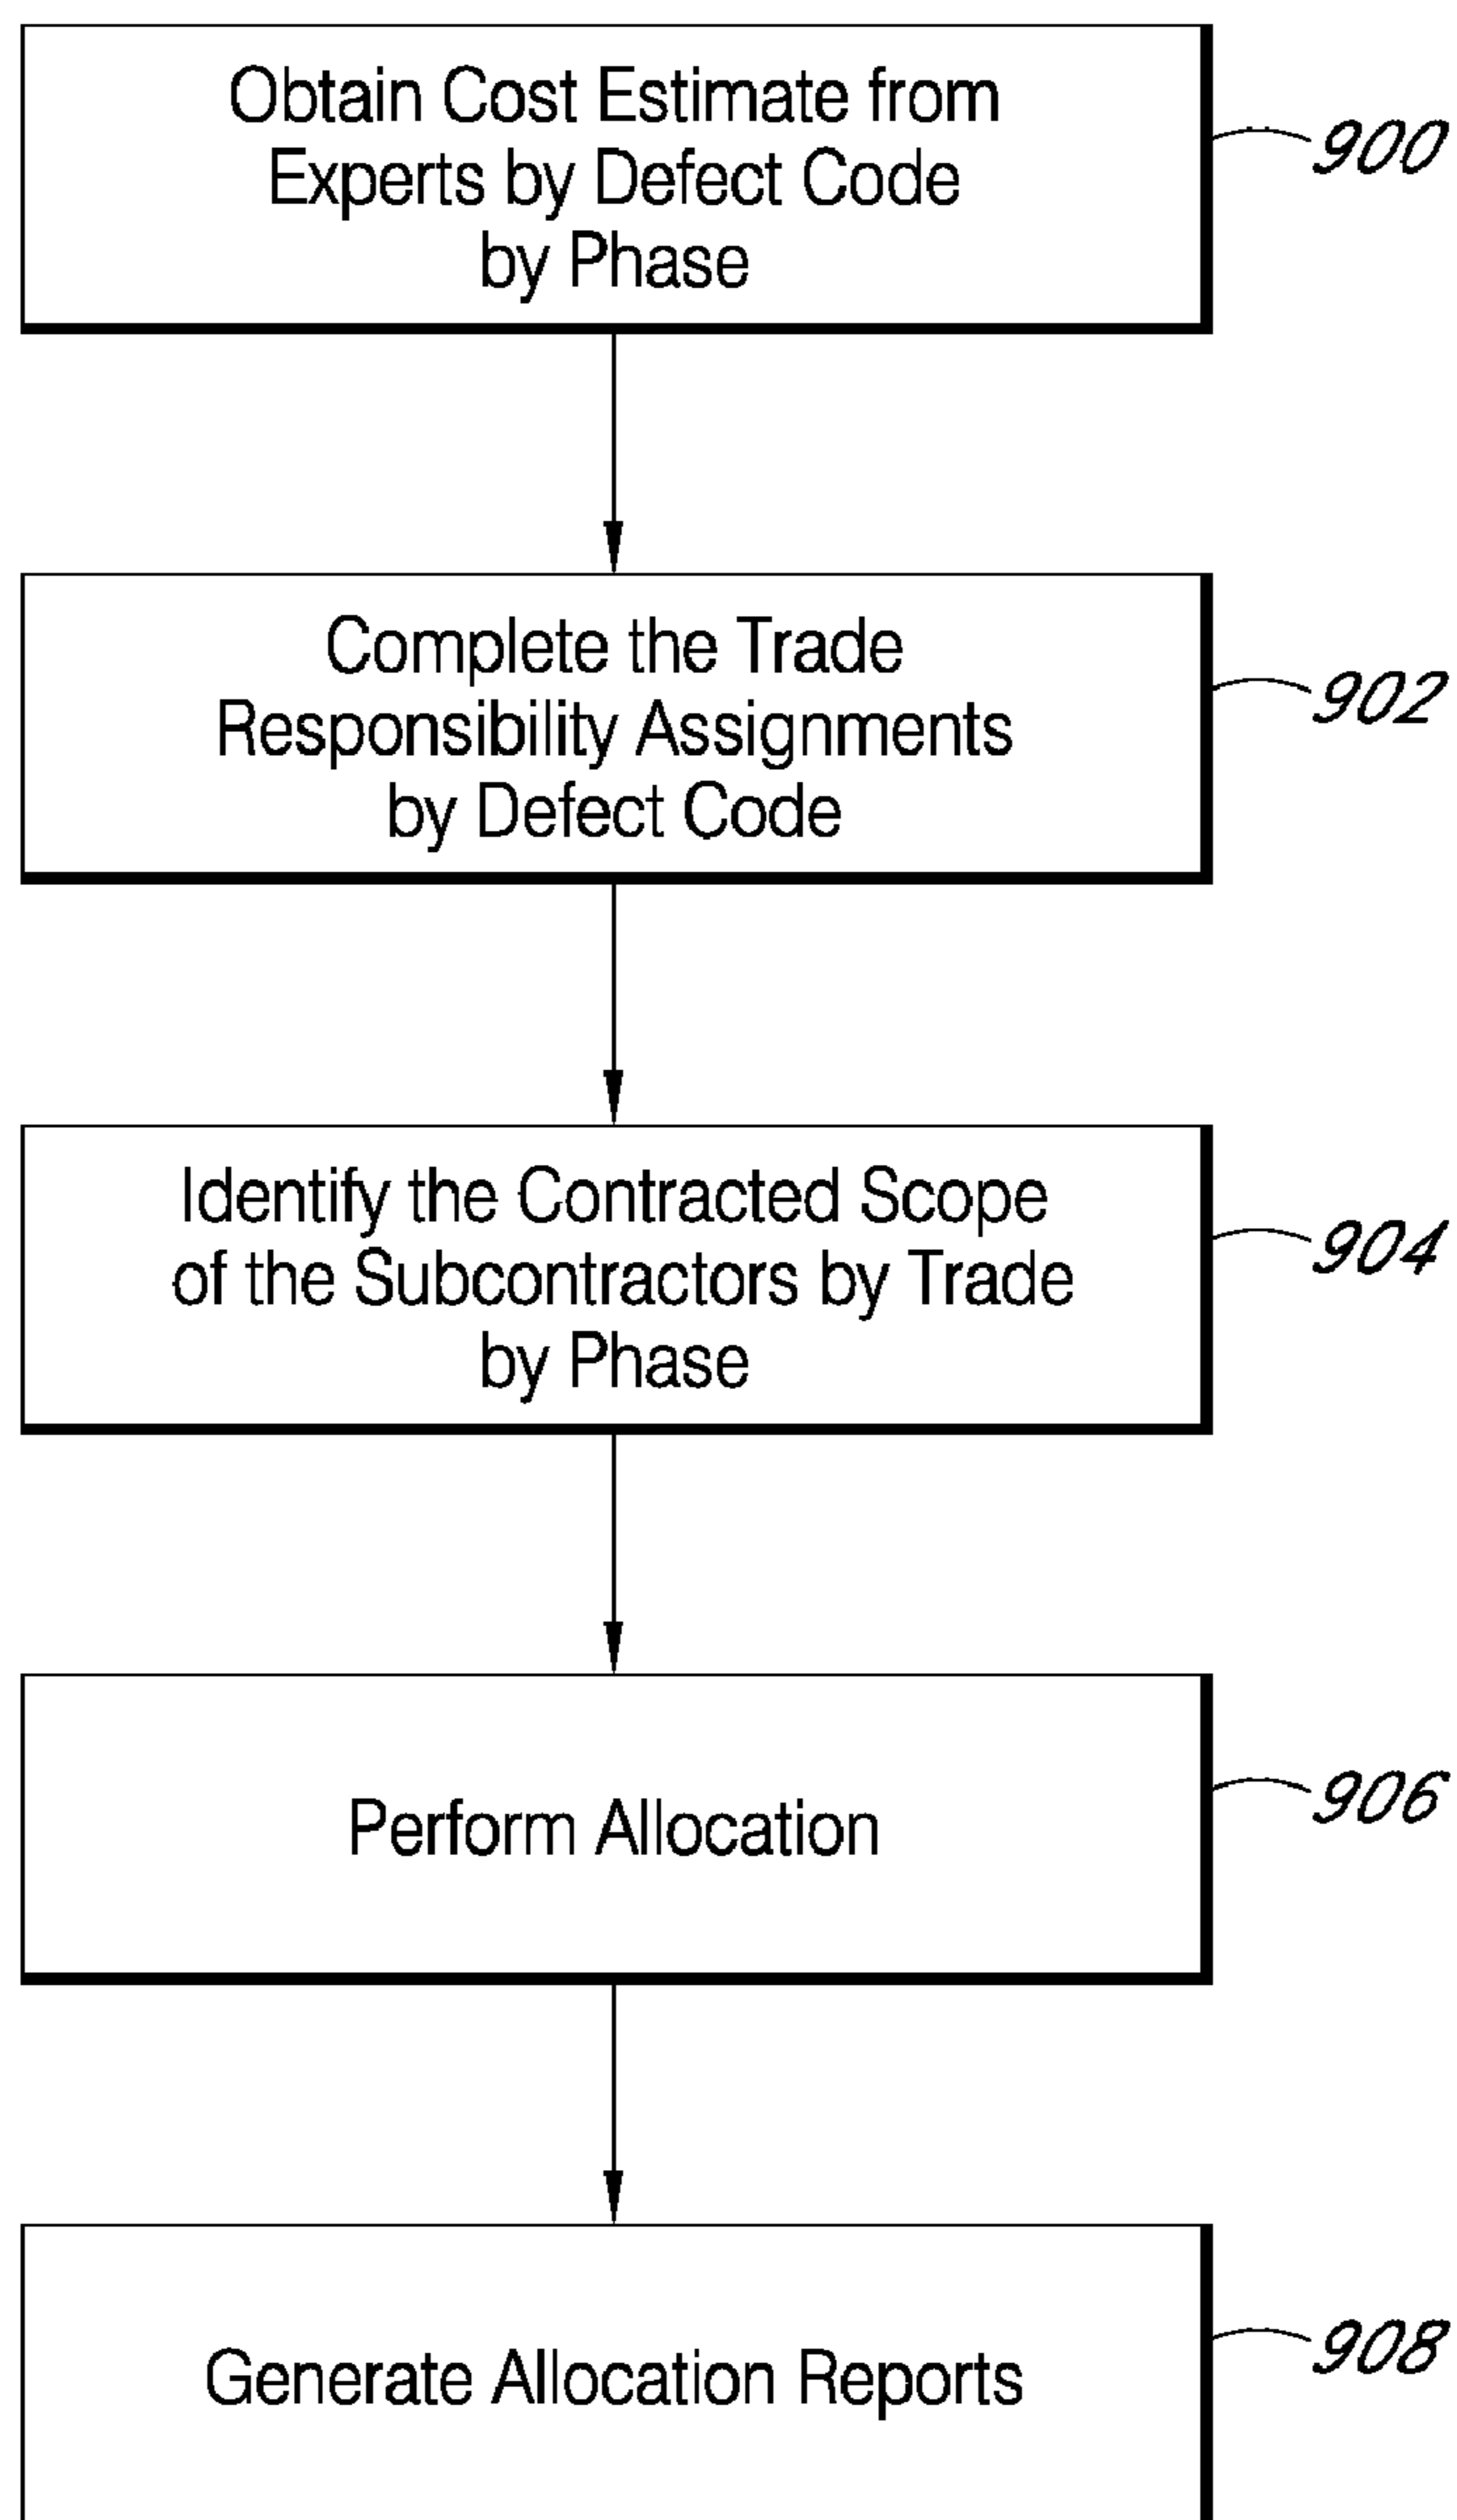 Obtain Cost Estimate from
Experts by Defect Code
by Phase
900
Complete the Trade
Responsibility Assignments
by Defect Code
902
Identify the Contracted Scope
of the Subcontractors by Trade
by Phase
904
Perform Allocation
906
Generate Allocation Reports
908